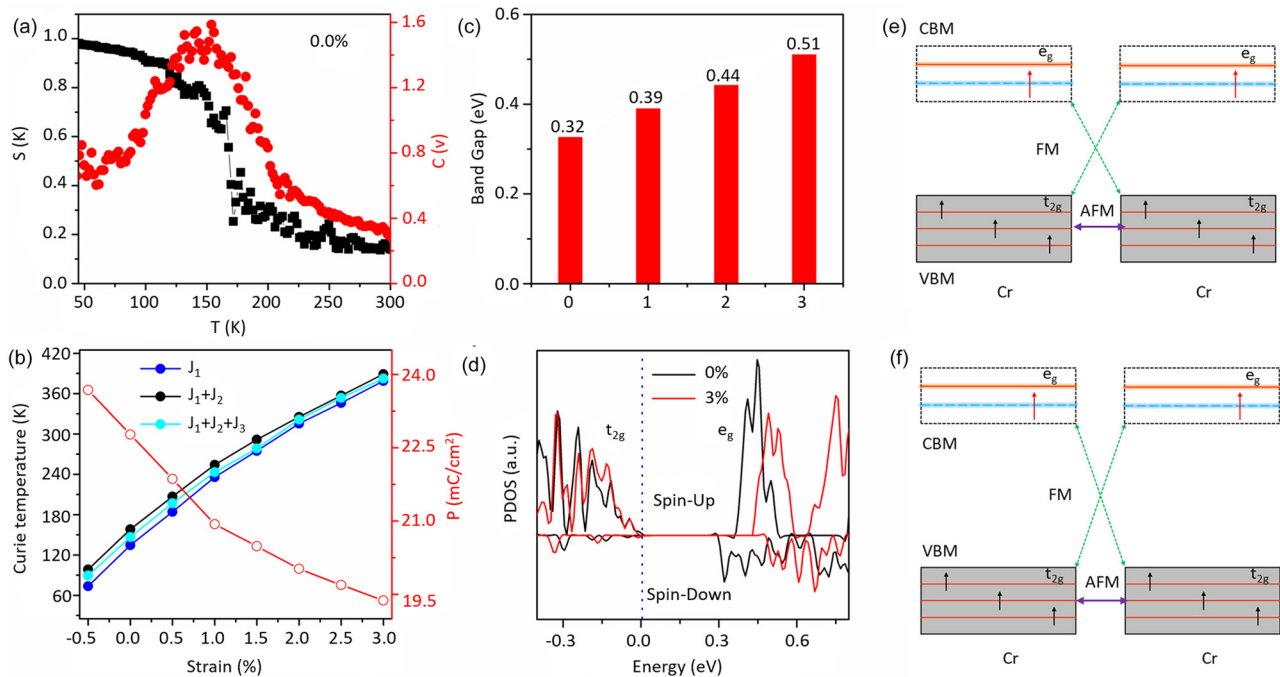 (a)
0.0%
S (K)
1.0
0.8
0.6
0.4
0.2
0.0
C (v)
1.6
1.2
0.8
0.4
0.0
50 100 150 200 250 300
T (K)
(b)
J1
J1+J2
J1+J2+J3
Curie temperature (K)
420
360
300
240
180
120
60
P (mC/cm²)
24.0
22.5
21.0
19.5
-0.5 0.0 0.5 1.0 1.5 2.0 2.5 3.0
Strain (%)
(c)
Band Gap (eV)
0.6
0.4
0.2
0.0
0.32
0.39
0.44
0.51
0 1 2 3
(d)
0%
3%
t2g
eg
Spin-Up
Spin-Down
PDOS (a.u.)
-0.3 0.0 0.3 0.6
Energy (eV)
(e)
CBM
eg
eg
FM
t2g
AFM
t2g
VBM
Cr
Cr
(f)
eg
eg
CBM
FM
VBM
t2g
AFM
t2g
Cr
Cr